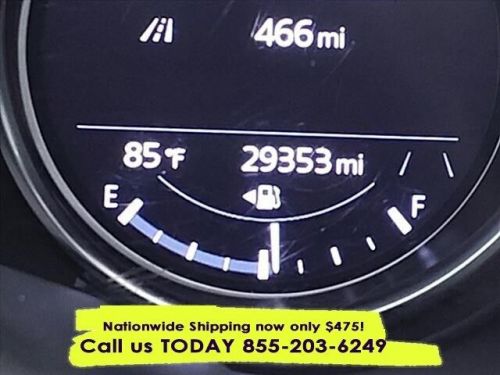 466 mi
85°F 29353 mi
E F
Nationwide Shipping now only $475!
Call us TODAY 855-203-6249